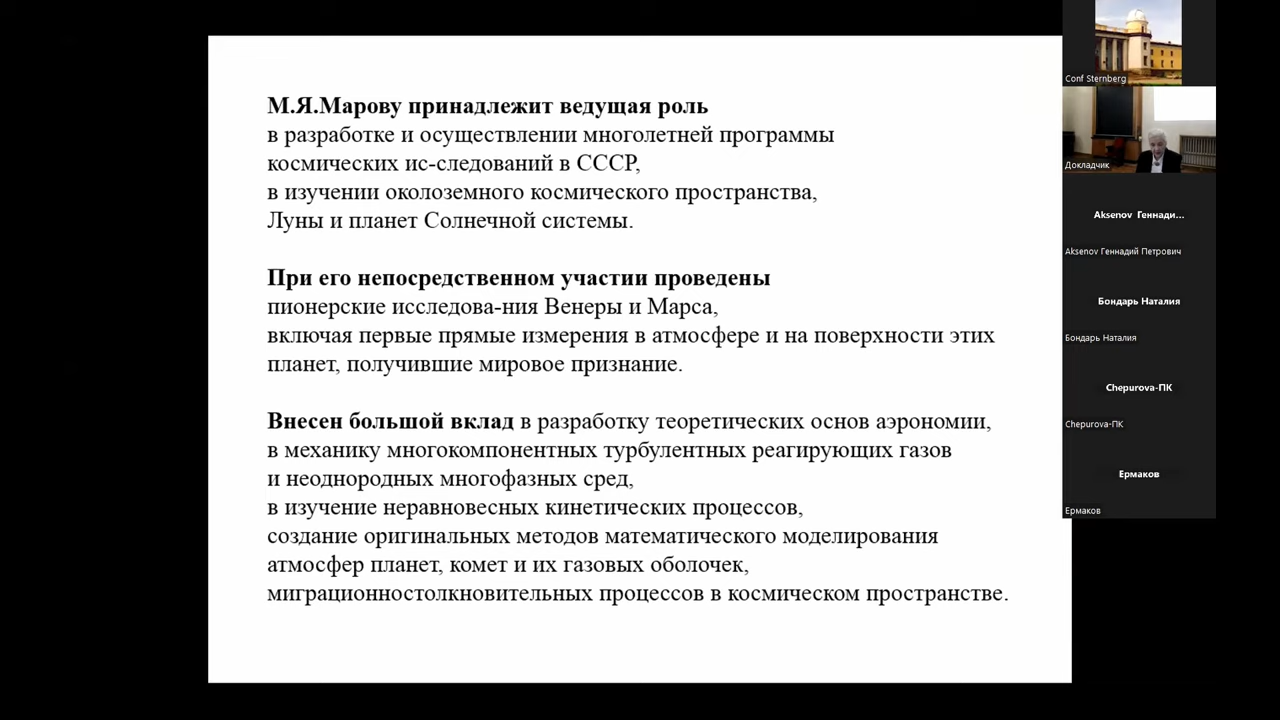 М.Я.Марову принадлежит ведущая роль
в разработке и осуществлении многолетней программы
космических ис-следований в СССР,
в изучении околоземного космического пространства,
Луны и планет Солнечной системы.
При его непосредственном участии проведены
пионерские исследова-ния Венеры и Марса,
включая первые прямые измерения в атмосфере и на поверхности этих
планет, получившие мировое признание.
Внесен большой вклад в разработку теоретических основ аэрономии,
в механику многокомпонентных турбулентных реагирующих газов
и неоднородных многофазных сред,
в изучение неравновесных кинетических процессов,
создание оригинальных методов математического моделирования
атмосфер планет, комет и их газовых оболочек,
миграционностолкновительных процессов в космическом пространстве.
Conf Sternberg
Докладчик
Aksenov Геннади...
Aksenov Геннадий Петрович
Бондарь Наталия
Бондарь Наталия
Chepurova-ПК
Chepurova-ПК
Ермаков
Ермаков